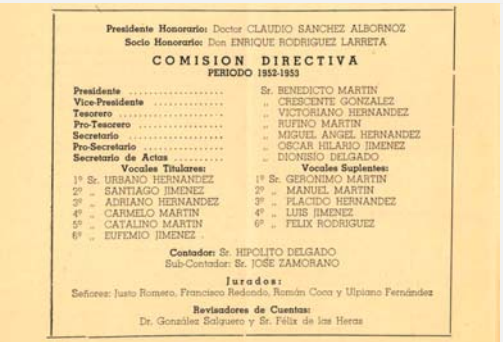 Presidente Honorario: Doctor CLAUDIO SANCHEZ ALBORNOZ
Socio Honorario: Don ENRIQUE RODRIGUEZ LARRETA
COMISION DIRECTIVA
PERIODO 1952-1953
Presidente ................. Sr. BENEDICTO MARTIN
Vice-Presidente ............. „ CRESCENTE GONZALEZ
Tesorero .................... „ VICTORIANO HERNANDEZ
Pro-Tesorero ................ „ RUFINO MARTIN
Secretario .................. „ MIGUEL ANGEL HERNANDEZ
Pro-Secretario .............. „ OSCAR HILARIO JIMENEZ
Secretario de Actas ......... „ DIONISIO DELGADO
Vocales Titulares: Vocales Suplentes:
1º Sr. URBANO HERNANDEZ 1º Sr. GERONIMO MARTIN
2º „ SANTIAGO JIMENEZ 2º „ MANUEL MARTIN
3º „ ADRIANO HERNANDEZ 3º „ PLACIDO HERNANDEZ
4º „ CARMELO MARTIN 4º „ LUIS JIMENEZ
5º „ CATALINO MARTIN 6º „ FELIX RODRIGUEZ
6º „ EUFEMIO JIMENEZ
Contador: Sr. HIPOLITO DELGADO
Sub-Contador: Sr. JOSE ZAMORANO
Jurados:
Señores: Justo Romero, Francisco Redondo, Román Coca y Ulpiano Fernández
Revisadores de Cuentas:
Dr. González Salguero y Sr. Félix de las Heras